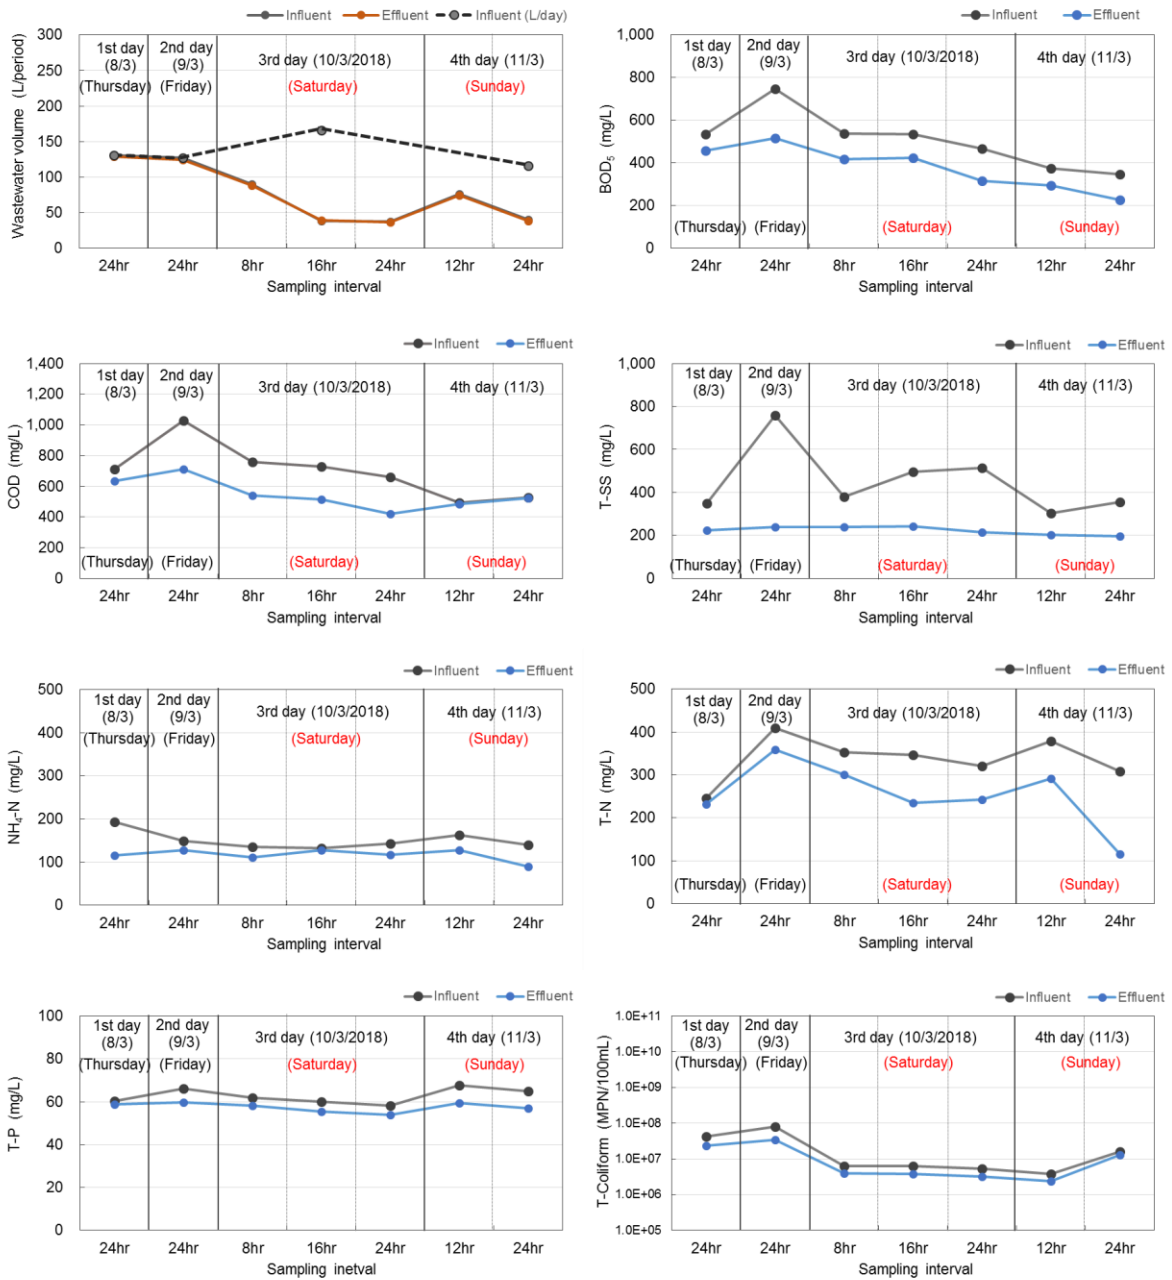 Influent Effluent Influent (L/day)
300
250
200
150
100
50
0
Wastewater volume (L/period)
1st day
(8/3)
(Thursday)
2nd day
(9/3)
(Friday)
3rd day (10/3/2018)
(Saturday)
4th day (11/3)
(Sunday)
24hr 24hr 8hr 16hr 24hr 12hr 24hr
Sampling interval
Influent Effluent
1,000
800
600
400
200
0
BOD5 (mg/L)
1st day
(8/3)
2nd day
(9/3)
3rd day (10/3/2018)
4th day (11/3)
(Thursday) (Friday) (Saturday) (Sunday)
24hr 24hr 8hr 16hr 24hr 12hr 24hr
Sampling interval
Influent Effluent
1,400
1,200
1,000
800
600
400
200
0
COD (mg/L)
1st day
(8/3)
2nd day
(9/3)
3rd day (10/3/2018)
4th day (11/3)
(Thursday) (Friday) (Saturday) (Sunday)
24hr 24hr 8hr 16hr 24hr 12hr 24hr
Sampling interval
Influent Effluent
1,000
800
600
400
200
0
T-SS (mg/L)
1st day
(8/3)
2nd day
(9/3)
3rd day (10/3/2018)
4th day (11/3)
(Thursday) (Friday) (Saturday) (Sunday)
24hr 24hr 8hr 16hr 24hr 12hr 24hr
Sampling interval
Influent Effluent
500
400
300
200
100
0
NH4-N (mg/L)
1st day
(8/3)
(Thursday)
2nd day
(9/3)
(Friday)
3rd day (10/3/2018)
(Saturday)
4th day (11/3)
(Sunday)
24hr 24hr 8hr 16hr 24hr 12hr 24hr
Sampling interval
Influent Effluent
500
400
300
200
100
0
T-N (mg/L)
1st day
(8/3)
2nd day
(9/3)
3rd day (10/3/2018)
4th day (11/3)
(Thursday) (Friday) (Saturday) (Sunday)
24hr 24hr 8hr 16hr 24hr 12hr 24hr
Sampling interval
Influent Effluent
100
80
60
40
20
0
T-P (mg/L)
1st day
(8/3)
(Thursday)
2nd day
(9/3)
(Friday)
3rd day (10/3/2018)
(Saturday)
4th day (11/3)
(Sunday)
24hr 24hr 8hr 16hr 24hr 12hr 24hr
Sampling inetval
Influent Effluent
1.0E+11
1.0E+10
1.0E+09
1.0E+08
1.0E+07
1.0E+06
1.0E+05
T-Coliform (MPN/100mL)
1st day
(8/3)
(Thursday)
2nd day
(9/3)
(Friday)
3rd day (10/3/2018)
(Saturday)
4th day (11/3)
(Sunday)
24hr 24hr 8hr 16hr 24hr 12hr 24hr
Sampling interval